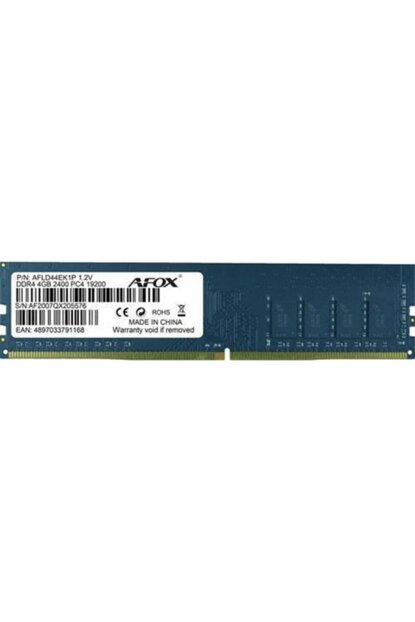 P/N: AFLD44EK1P 1.2V
DDR4 4GB 2400 PC4 19200
S/N:AF2007QX205576
EAN: 4897033791168
AFOX
CE ROHS
MADE IN CHINA
Warranty void if removed